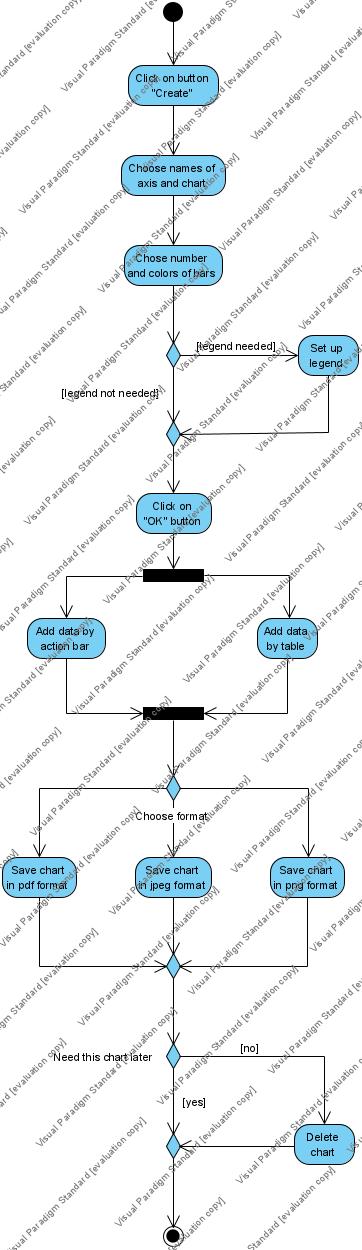 Click on button
"Create"
Choose names of
axis and chart
Chose number
and colors of bars
[legend needed]
Set up
legend
[legend not needed]
Click on
"OK" button
Add data by
action bar
Add data
by table
Choose format
Save chart
in pdf format
Save chart
in jpeg format
Save chart
in png format
Need this chart later
[no]
[yes]
Delete
chart
Visual Paradigm Standard [evaluation copy]